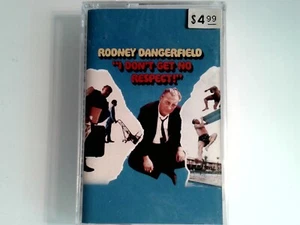 $4.99
RODNEY DANGERFIELD
"I DON'T GET NO
RESPECT!"